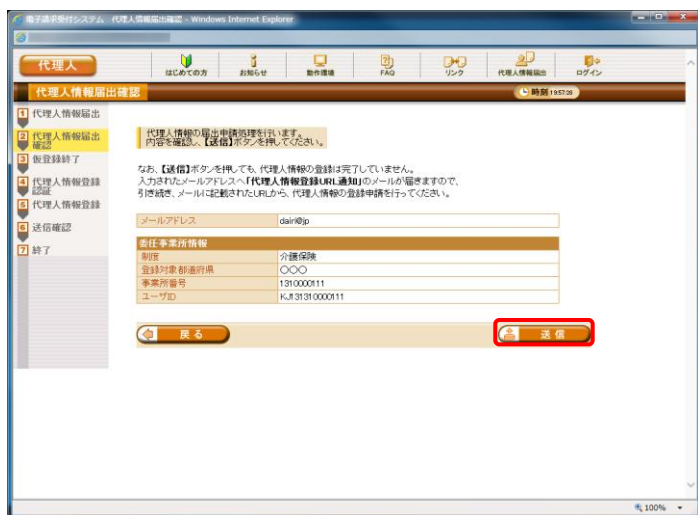 電子請求受付システム 代理人情報届出確認 - Windows Internet Explorer
代理人
はじめての方
お知らせ
動作環境
FAQ
リンク
代理人情報届出
ログイン
代理人情報届出確認
時刻 19:57:28
1 代理人情報届出
2 代理人情報届出
確認
3 仮登録終了
4 代理人情報登録
認証
5 代理人情報登録
6 送信確認
7 終了
代理人情報の届出申請処理を行います。
内容を確認し、【送信】ボタンを押してください。
なお、【送信】ボタンを押しても、代理人情報の登録は完了していません。
入力されたメールアドレスへ「代理人情報登録URL通知」のメールが届きますので、
引き続き、メールに記載されたURLから、代理人情報の登録申請を行ってください。
メールアドレス dairi@jp
委任事業所情報
制度 介護保険
登録対象都道府県 〇〇〇
事業所番号 1310000111
ユーザID KJ131310000111
戻る
送信
100%